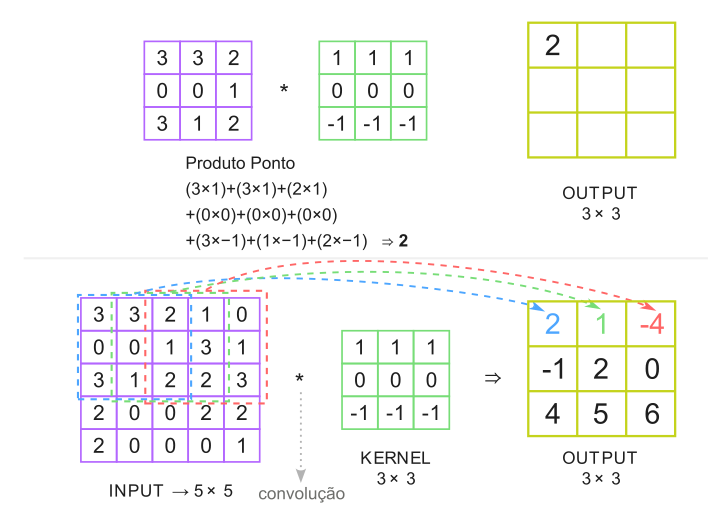 3 3 2
0 0 1
3 1 2
*
1 1 1
0 0 0
-1 -1 -1
2
Produto Ponto
(3×1)+(3×1)+(2×1)
+(0×0)+(0×0)+(0×0)
+(3×−1)+(1×−1)+(2×−1) ⇒ 2
OUTPUT
3 × 3
3 3 2 1 0
0 0 1 3 1
3 1 2 2 3
2 0 0 2 2
2 0 0 0 1
INPUT → 5 × 5
*
convolução
1 1 1
0 0 0
-1 -1 -1
KERNEL
3 × 3
⇒
2 1 -4
-1 2 0
4 5 6
OUTPUT
3 × 3